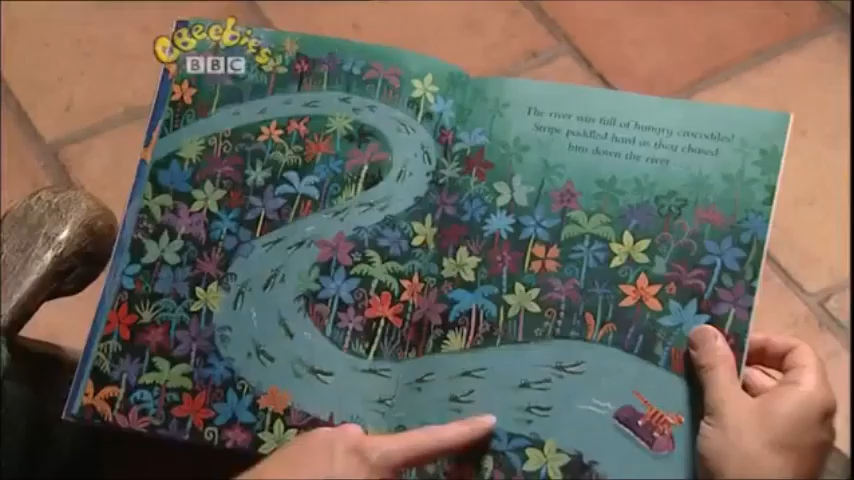 CBeebies
BBC
The river was full of hungry crocodiles!
Stripe paddled hard as they chased
him down the river